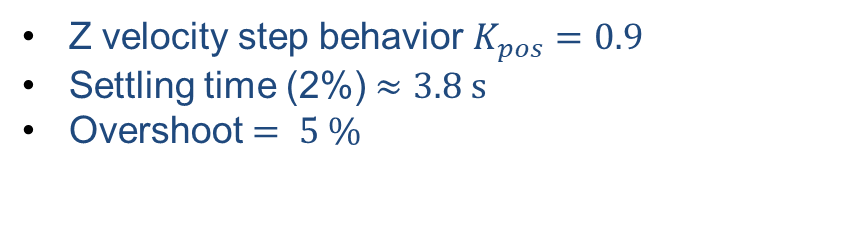 • Z velocity step behavior K_pos = 0.9
• Settling time (2%) ≈ 3.8 s
• Overshoot = 5 %